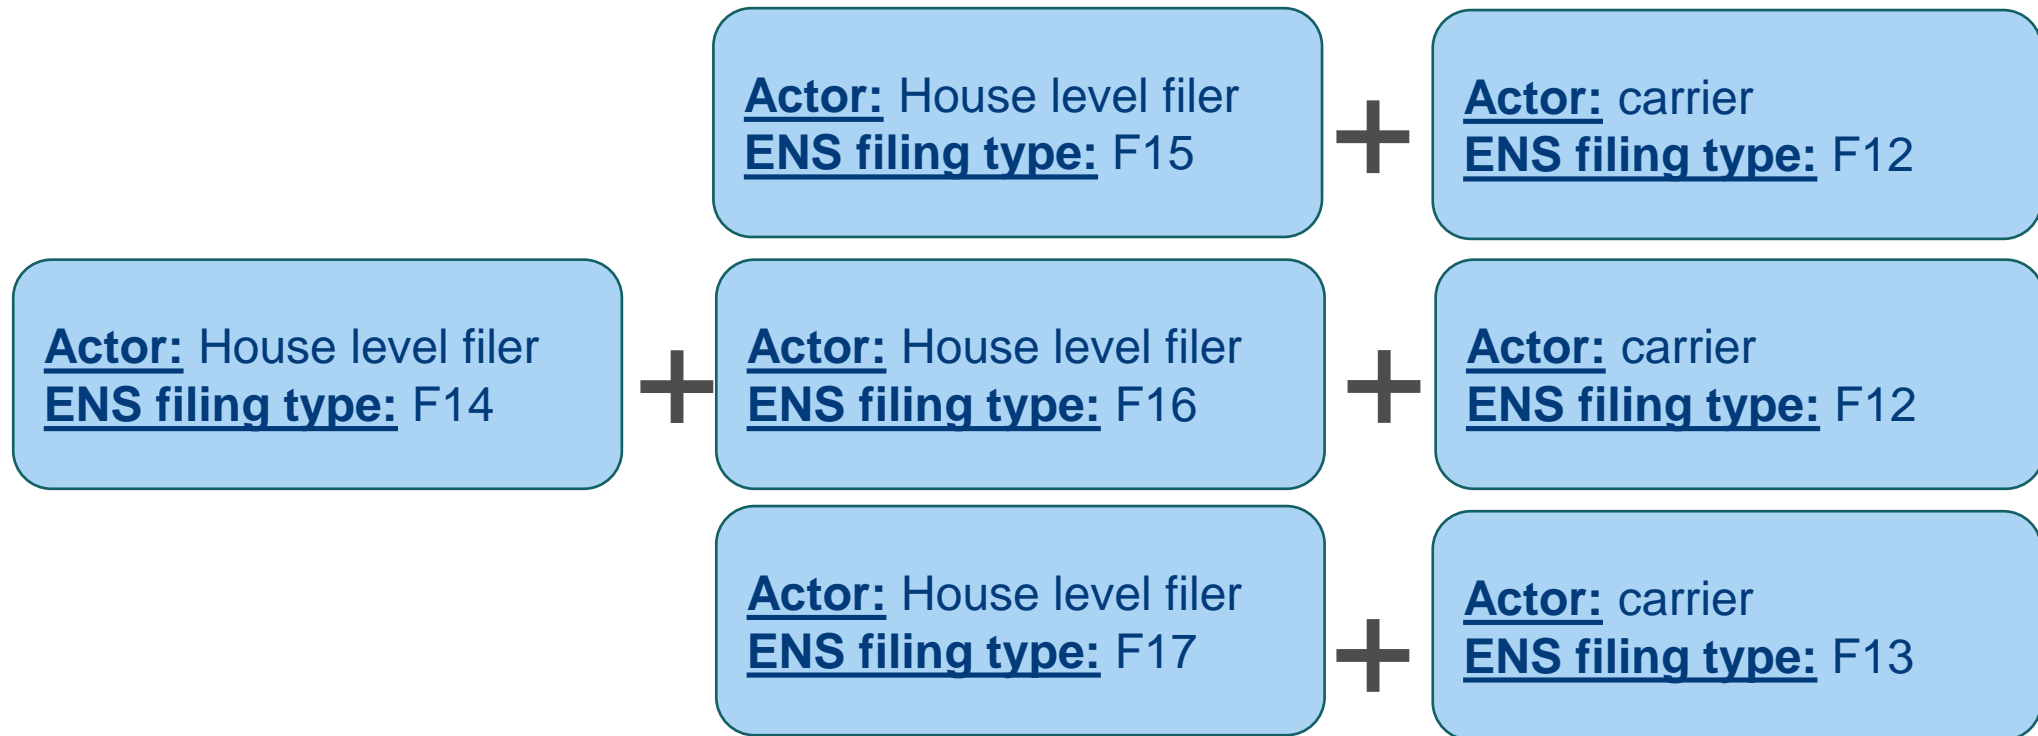 Actor: House level filer
ENS filing type: F15
+
Actor: carrier
ENS filing type: F12
Actor: House level filer
ENS filing type: F14
+
Actor: House level filer
ENS filing type: F16
+
Actor: carrier
ENS filing type: F12
Actor: House level filer
ENS filing type: F17
+
Actor: carrier
ENS filing type: F13